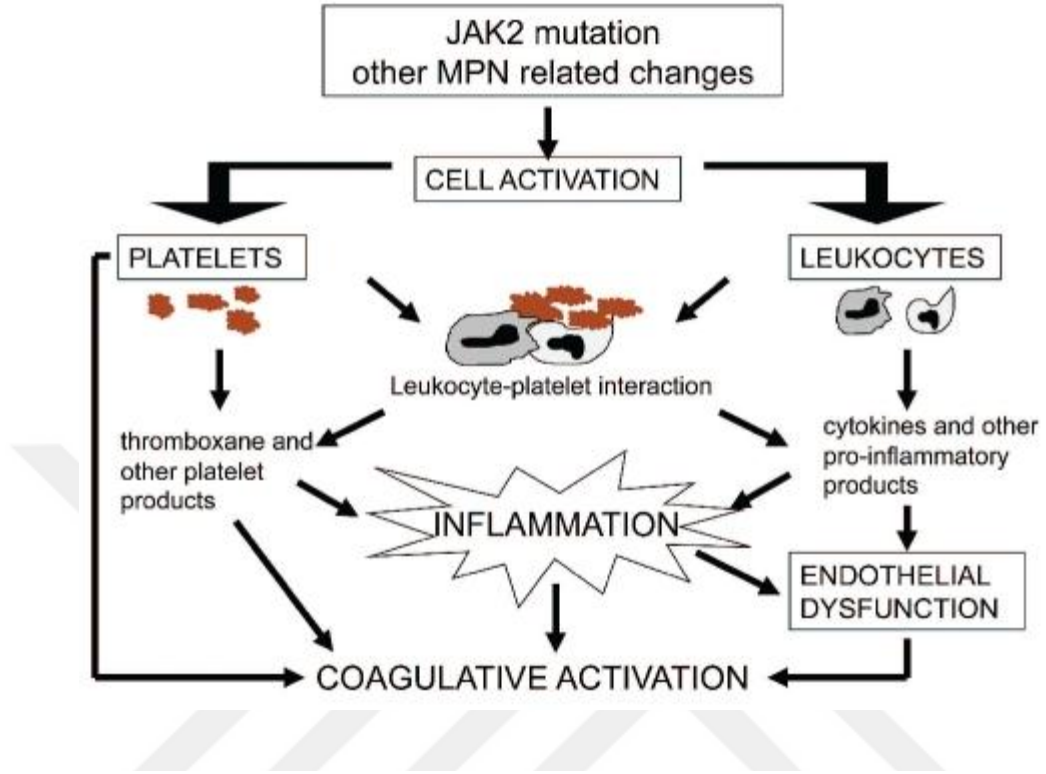 JAK2 mutation
other MPN related changes
CELL ACTIVATION
PLATELETS
LEUKOCYTES
Leukocyte-platelet interaction
thromboxane and
other platelet
products
cytokines and other
pro-inflammatory
products
INFLAMMATION
ENDOTHELIAL
DYSFUNCTION
COAGULATIVE ACTIVATION